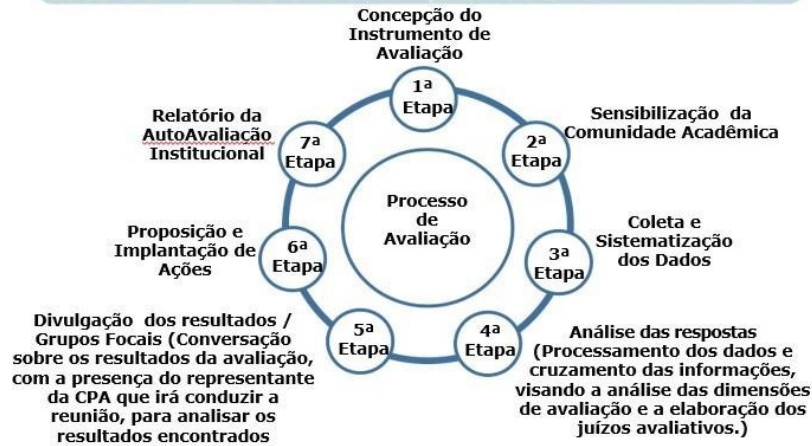 Concepção do
Instrumento de
Avaliação
1ª
Etapa
Sensibilização da
Comunidade Acadêmica
2ª
Etapa
Coleta e
Sistematização
dos Dados
3ª
Etapa
Análise das respostas
(Processamento dos dados e
cruzamento das informações,
visando a análise das dimensões
de avaliação e a elaboração dos
juízos avaliativos.)
4ª
Etapa
Divulgação dos resultados /
Grupos Focais (Conversação
sobre os resultados da avaliação,
com a presença do representante
da CPA que irá conduzir a
reunião, para analisar os
resultados encontrados
5ª
Etapa
Proposição e
Implantação de
Ações
6ª
Etapa
Relatório da
AutoAvaliação
Institucional
7ª
Etapa
Processo
de
Avaliação